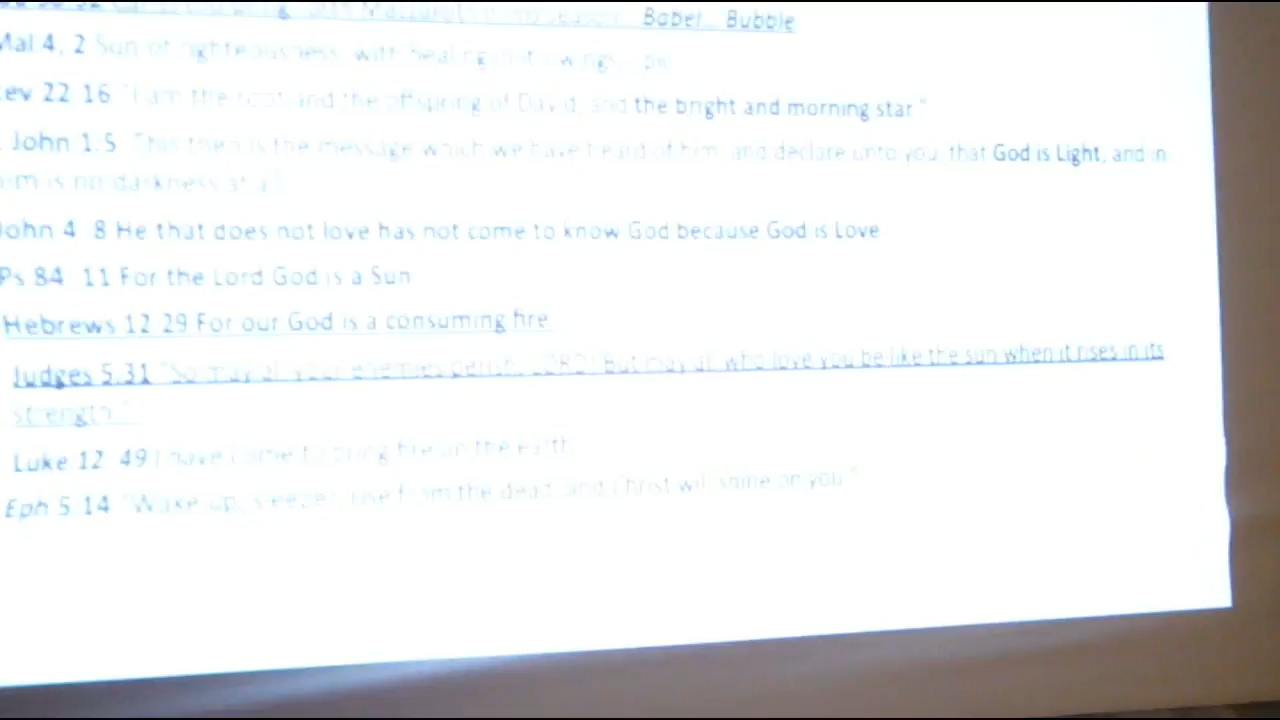 Babel... Bubble
Mal 4, 2 Sun of righteousness, with healing in it wings
ev 22 16 "I am the root and the offspring of David, and the bright and morning star"
John 1:5 This then is the message which we have heard of him, and declare unto you, that God is Light, and in
him is no darkness at a
John 4 8 He that does not love has not come to know God because God is Love
Ps 84 11 For the Lord God is a Sun
Hebrews 12 29 For our God is a consuming fire
Judges 5:31 "So may all your enemies perish, LORD! But may all who love you be like the sun when it rises in its
strength."
Luke 12 49 I have come to bring fire on the Earth
Eph 5 14 "Wake up, sleeper, rise from the dead, and Christ will shine on you"